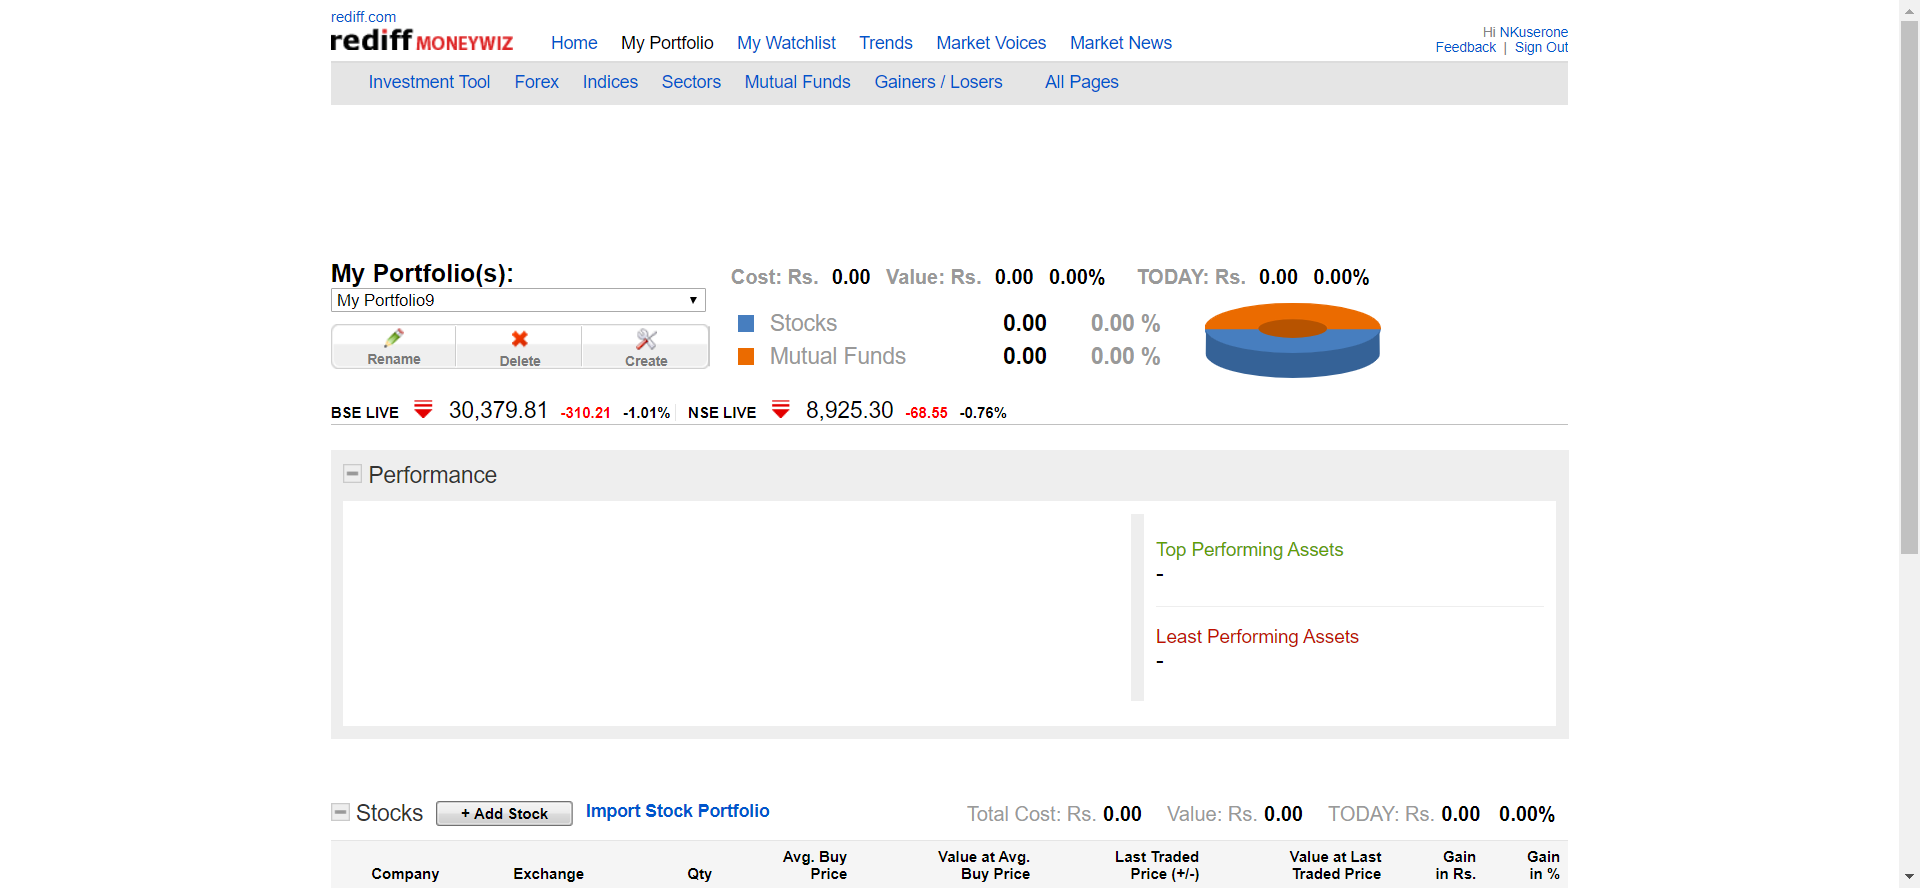 rediff.com
rediff MONEYWIZ
Home My Portfolio My Watchlist Trends Market Voices Market News
Hi NKuserone
Feedback | Sign Out
Investment Tool Forex Indices Sectors Mutual Funds Gainers / Losers All Pages
My Portfolio(s):
My Portfolio9
Rename Delete Create
Cost: Rs. 0.00 Value: Rs. 0.00 0.00% TODAY: Rs. 0.00 0.00%
Stocks 0.00 0.00 %
Mutual Funds 0.00 0.00 %
BSE LIVE 30,379.81 -310.21 -1.01% NSE LIVE 8,925.30 -68.55 -0.76%
Performance
Top Performing Assets
-
Least Performing Assets
-
Stocks + Add Stock Import Stock Portfolio Total Cost: Rs. 0.00 Value: Rs. 0.00 TODAY: Rs. 0.00 0.00%
Avg. Buy Value at Avg. Last Traded Value at Last Gain Gain
Company Exchange Qty Price Buy Price Price (+/-) Traded Price in Rs. in %